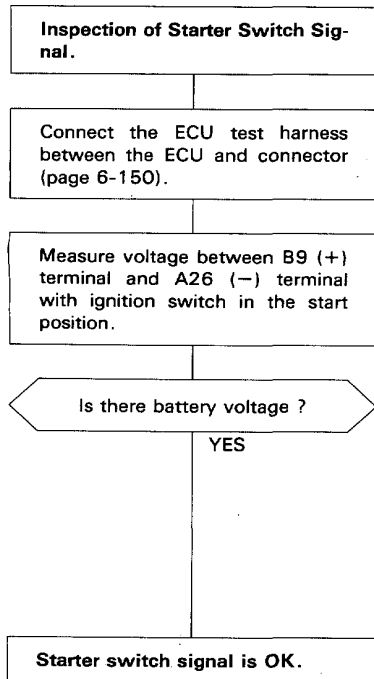 Inspection of Starter Switch Sig-
nal.
Connect the ECU test harness
between the ECU and connector
(page 6-150).
Measure voltage between B9 (+)
terminal and A26 (−) terminal
with ignition switch in the start
position.
Is there battery voltage ?
YES
Starter switch signal is OK.